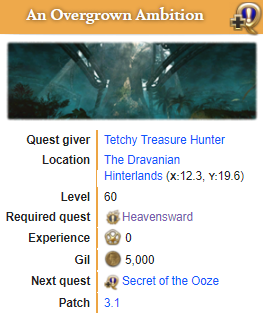 An Overgrown Ambition
Quest giver Tetchy Treasure Hunter
Location The Dravanian
Hinterlands (X:12.3, Y:19.6)
Level 60
Required quest Heavensward
Experience 0
Gil 5,000
Next quest Secret of the Ooze
Patch 3.1